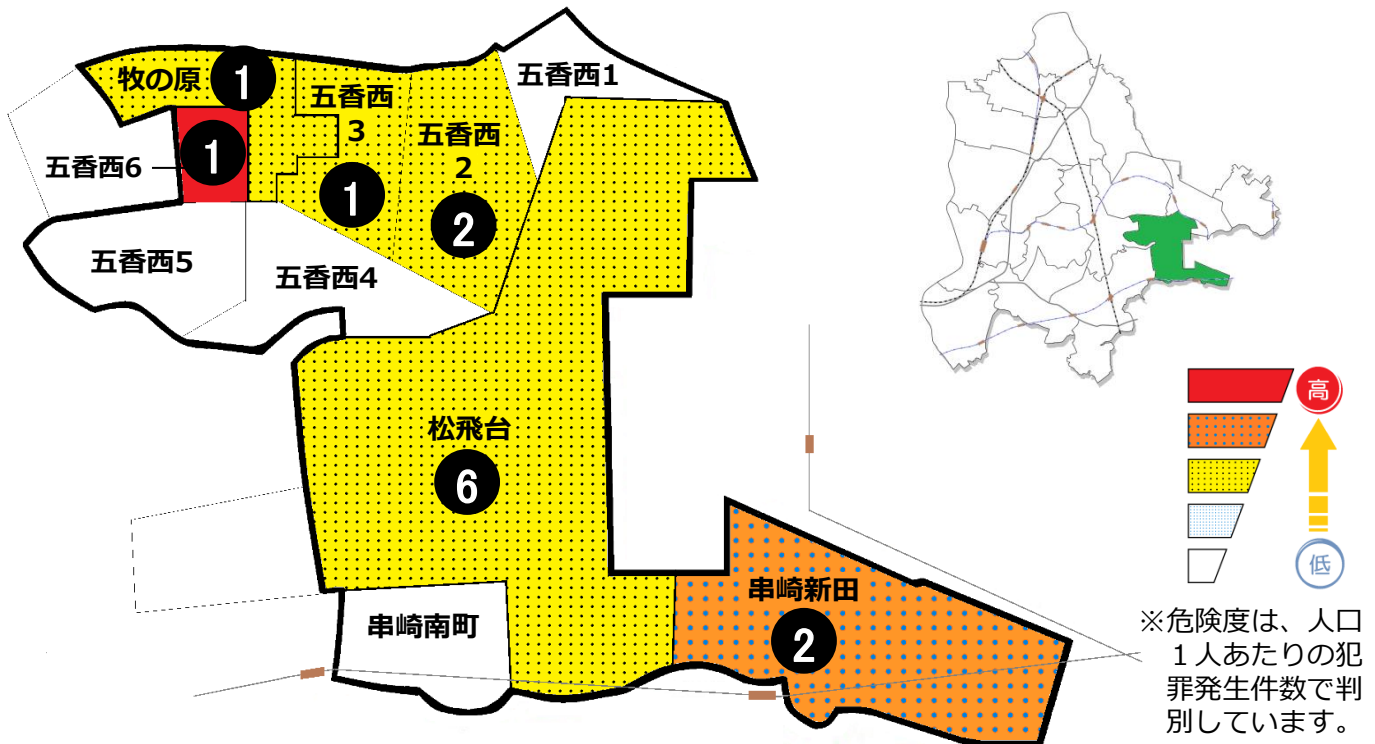 牧の原
1
五香西1
五香西
3
五香西
2
五香西6
1
1
2
五香西5
五香西4
松飛台
6
串崎新田
2
串崎南町
高
低
※危険度は、人口
1人あたりの犯
罪発生件数で判
別しています。